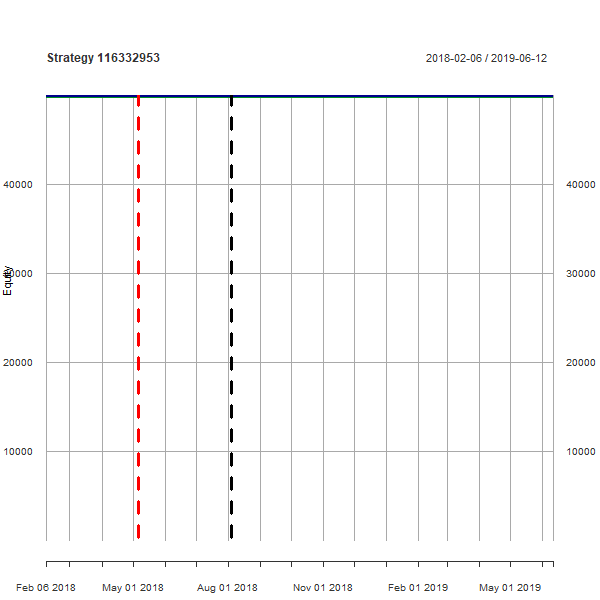 Strategy 116332953
2018-02-06 / 2019-06-12
40000
40000
Equity
30000
30000
20000
20000
10000
10000
Feb 06 2018
May 01 2018
Aug 01 2018
Nov 01 2018
Feb 01 2019
May 01 2019